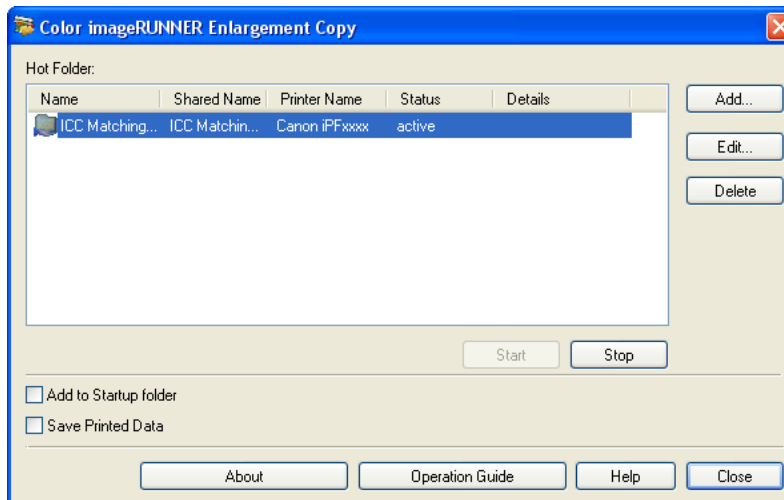 Color imageRUNNER Enlargement Copy
Hot Folder:
Name Shared Name Printer Name Status Details
ICC Matching... ICC Matchin... Canon iPFxxxx active
Add...
Edit...
Delete
Start Stop
Add to Startup folder
Save Printed Data
About Operation Guide Help Close